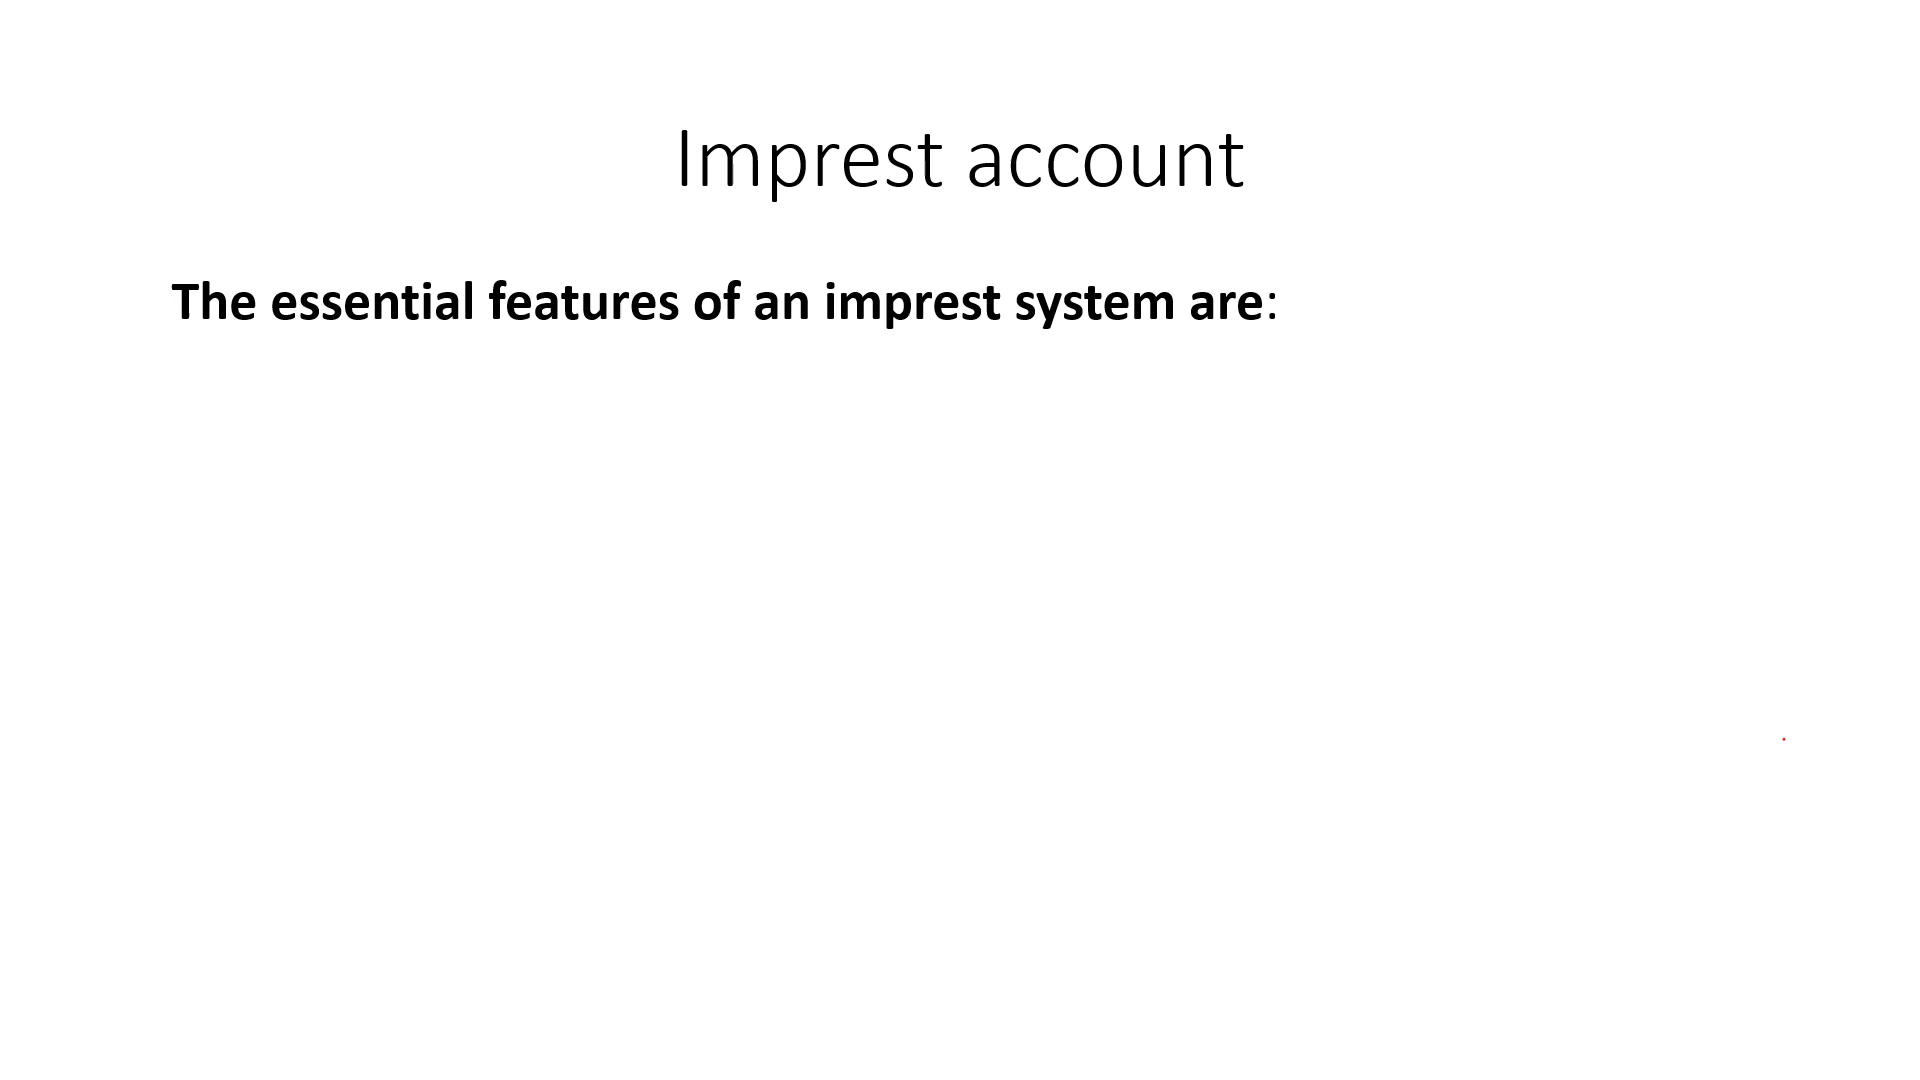 Imprest account
The essential features of an imprest system are: